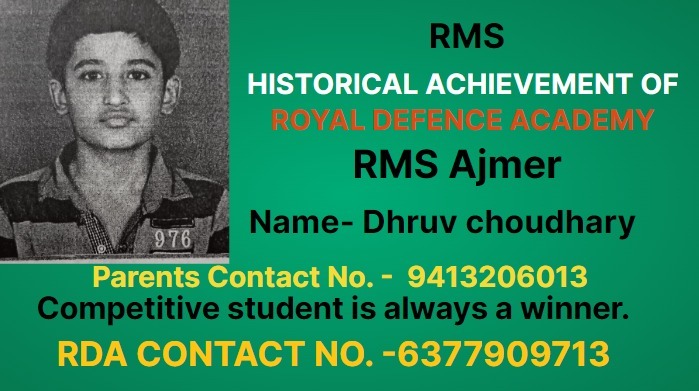 RMS
HISTORICAL ACHIEVEMENT OF
ROYAL DEFENCE ACADEMY
RMS Ajmer
Name- Dhruv choudhary
976
Parents Contact No. - 9413206013
Competitive student is always a winner.
RDA CONTACT NO. -6377909713